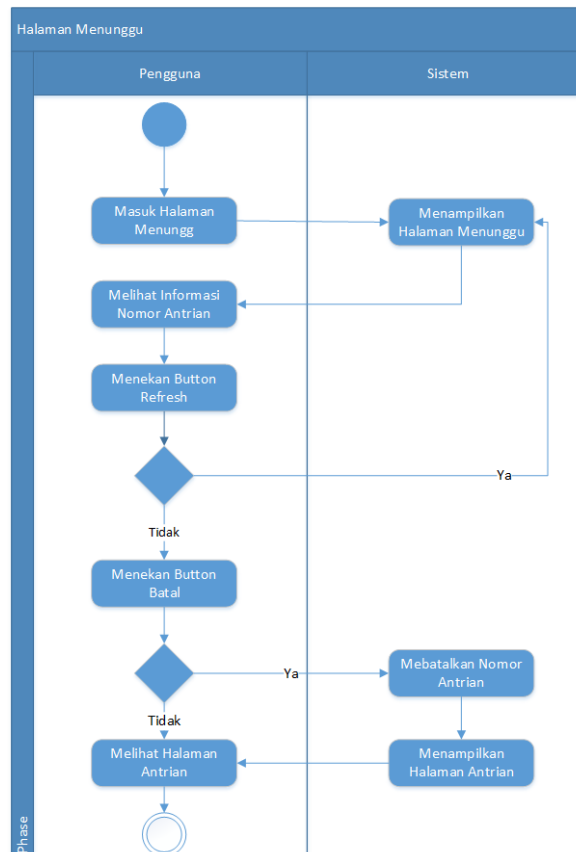 Halaman Menunggu
Pengguna
Sistem
Masuk Halaman
Menungg
Menampilkan
Halaman Menunggu
Melihat Informasi
Nomor Antrian
Menekan Button
Refresh
Ya
Tidak
Menekan Button
Batal
Ya
Mebatalkan Nomor
Antrian
Tidak
Melihat Halaman
Antrian
Menampilkan
Halaman Antrian
Phase